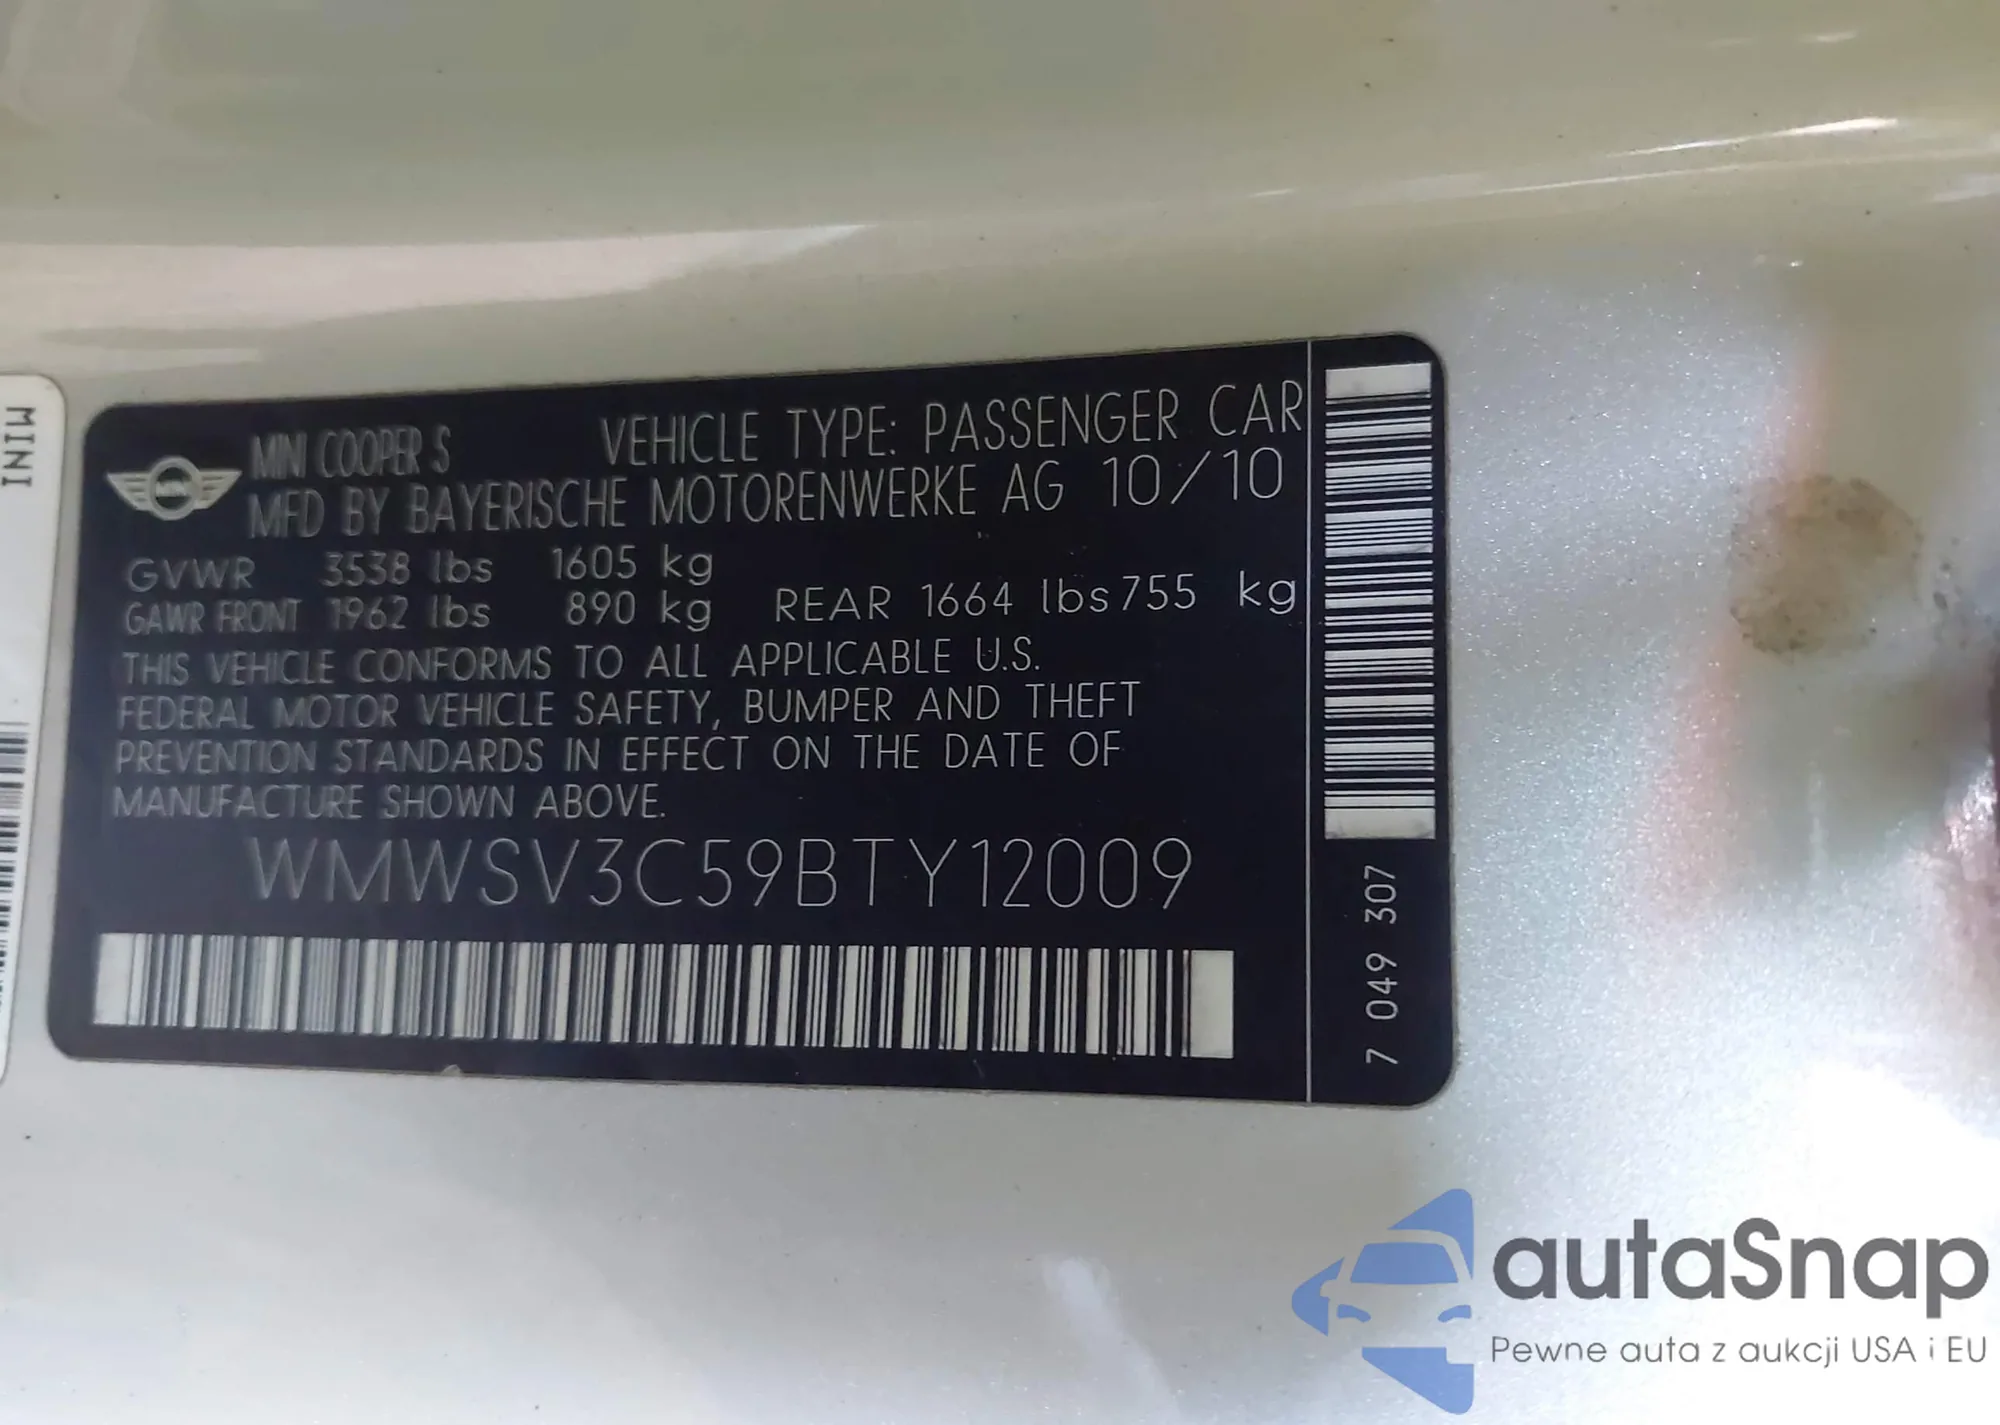 MINI
MINI COOPER S VEHICLE TYPE: PASSENGER CAR
MFD BY BAYERISCHE MOTORENWERKE AG 10/10
GVWR 3538 lbs 1605 kg
GAWR FRONT 1962 lbs 890 kg REAR 1664 lbs 755 kg
THIS VEHICLE CONFORMS TO ALL APPLICABLE U.S.
FEDERAL MOTOR VEHICLE SAFETY, BUMPER AND THEFT
PREVENTION STANDARDS IN EFFECT ON THE DATE OF
MANUFACTURE SHOWN ABOVE.
WMWSV3C59BTY12009
7 049 307
autaSnap
Pewne auta z aukcji USA i EU